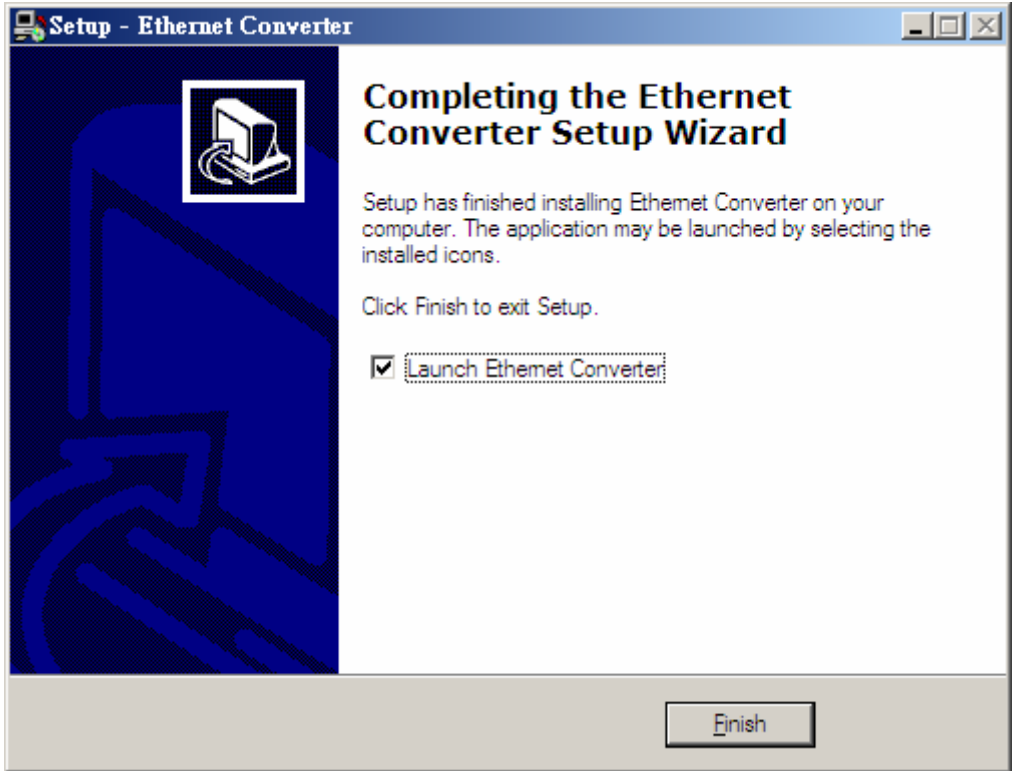 Setup - Ethernet Converter
Completing the Ethernet
Converter Setup Wizard
Setup has finished installing Ethernet Converter on your
computer. The application may be launched by selecting the
installed icons.
Click Finish to exit Setup.
Launch Ethernet Converter
Finish